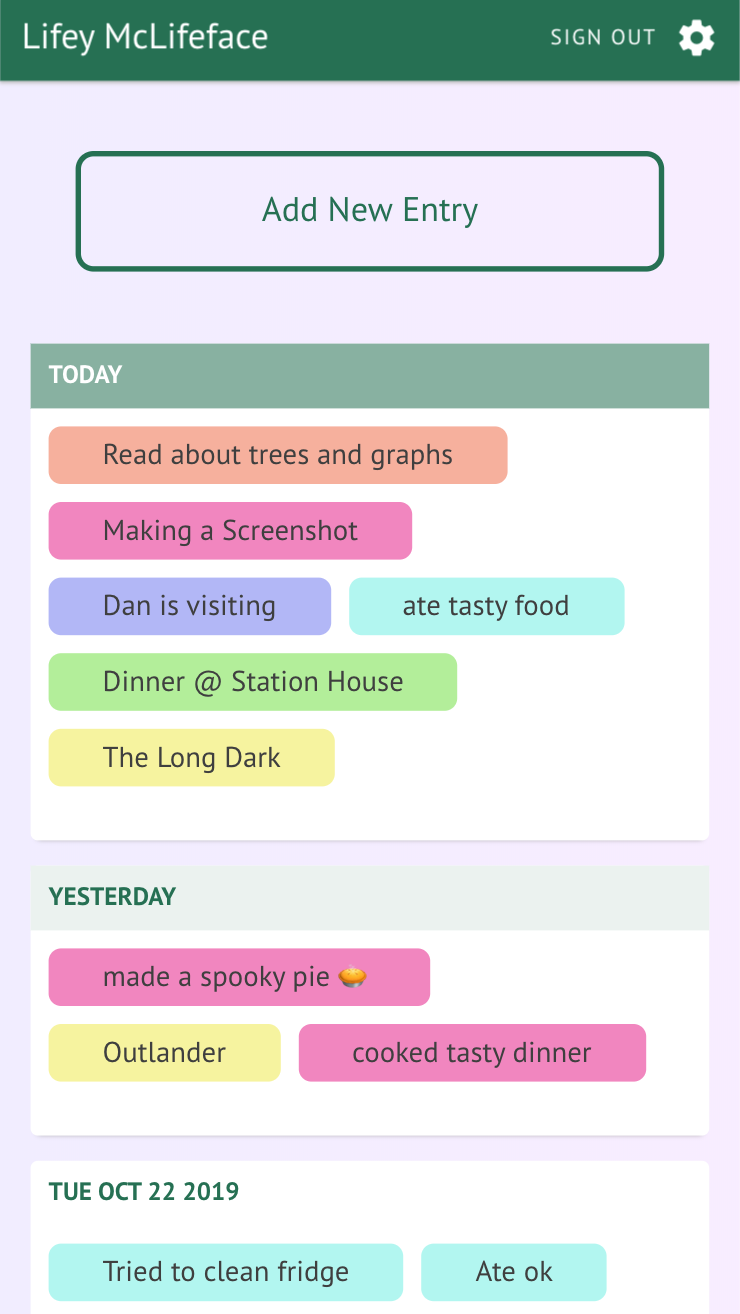 Lifey McLifeface SIGN OUT
Add New Entry
TODAY
Read about trees and graphs
Making a Screenshot
Dan is visiting ate tasty food
Dinner @ Station House
The Long Dark
YESTERDAY
made a spooky pie 🥧
Outlander cooked tasty dinner
TUE OCT 22 2019
Tried to clean fridge Ate ok